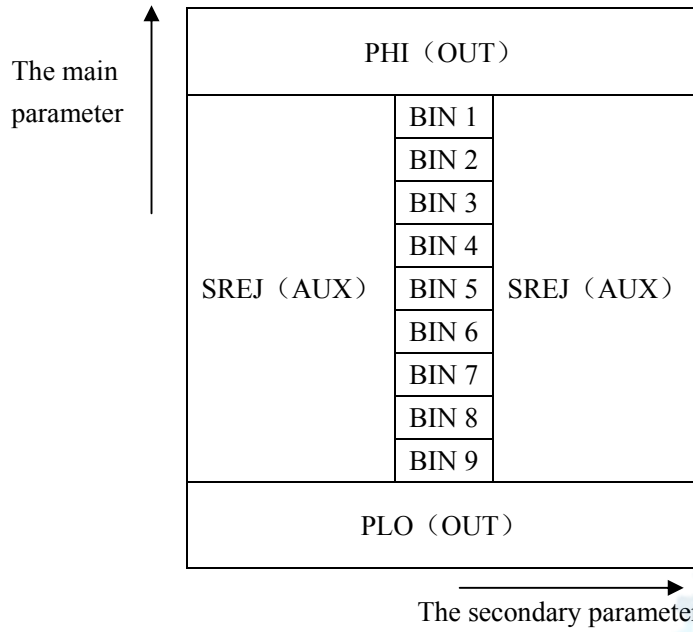 The main
parameter
PHI（OUT）
BIN 1
BIN 2
BIN 3
BIN 4
SREJ（AUX）
BIN 5
SREJ（AUX）
BIN 6
BIN 7
BIN 8
BIN 9
PLO（OUT）
The secondary parameter